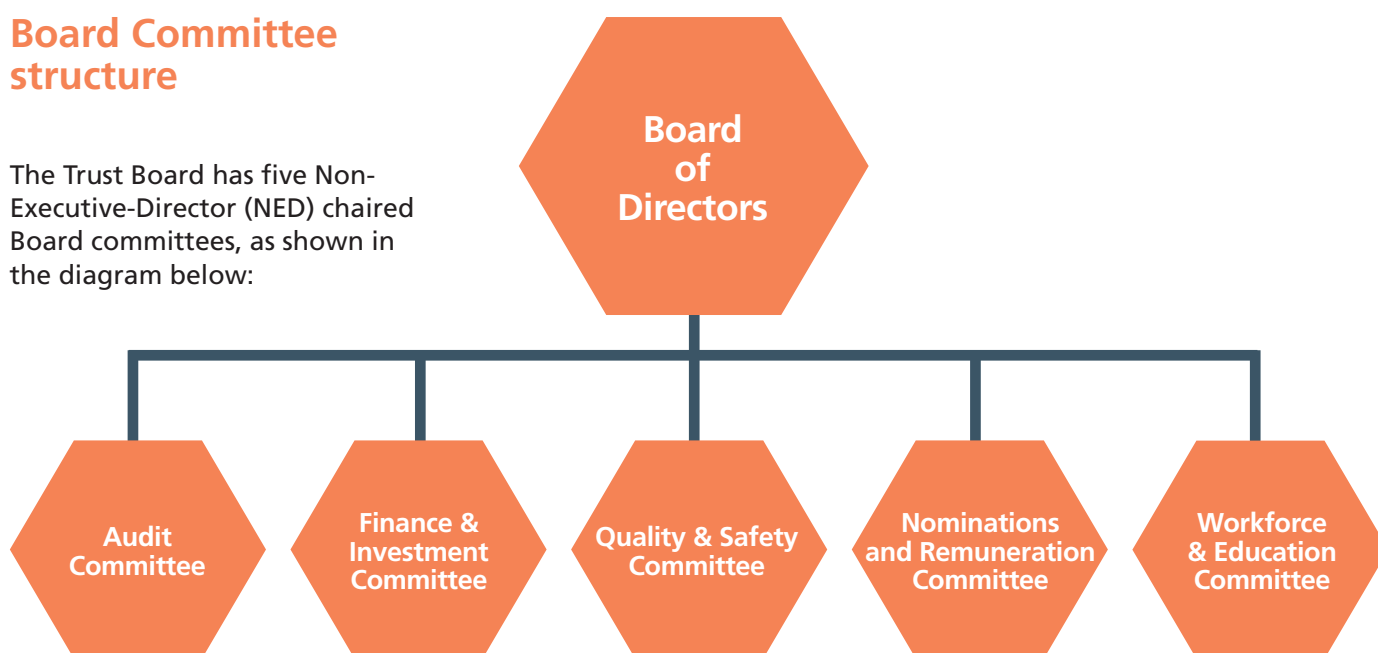 Board Committee
structure
The Trust Board has five Non-
Executive-Director (NED) chaired
Board committees, as shown in
the diagram below:
Board
of
Directors
Audit
Committee
Finance &
Investment
Committee
Quality & Safety
Committee
Nominations
and Remuneration
Committee
Workforce
& Education
Committee